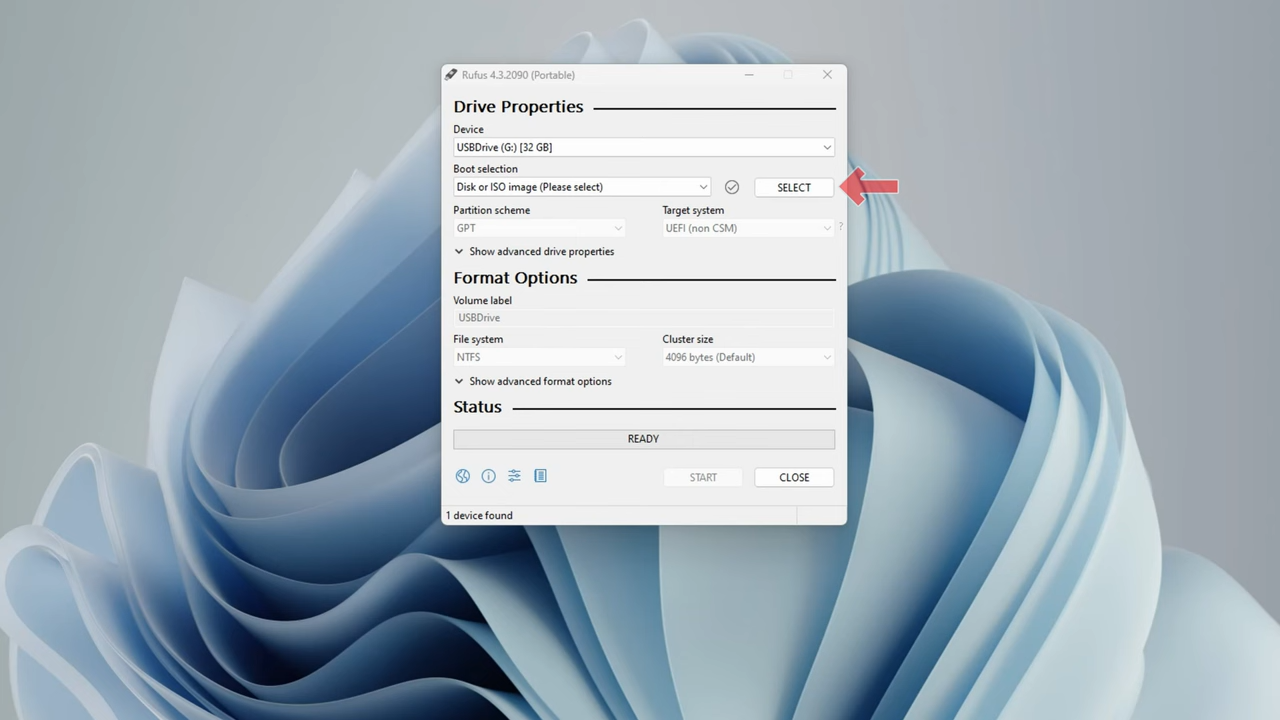 Rufus 4.3.2090 (Portable)
Drive Properties
Device
USBDrive (G:) [32 GB]
Boot selection
Disk or ISO image (Please select)
SELECT
Partition scheme
Target system
GPT
UEFI (non CSM)
?
Show advanced drive properties
Format Options
Volume label
USBDrive
File system
Cluster size
NTFS
4096 bytes (Default)
Show advanced format options
Status
READY
START
CLOSE
1 device found